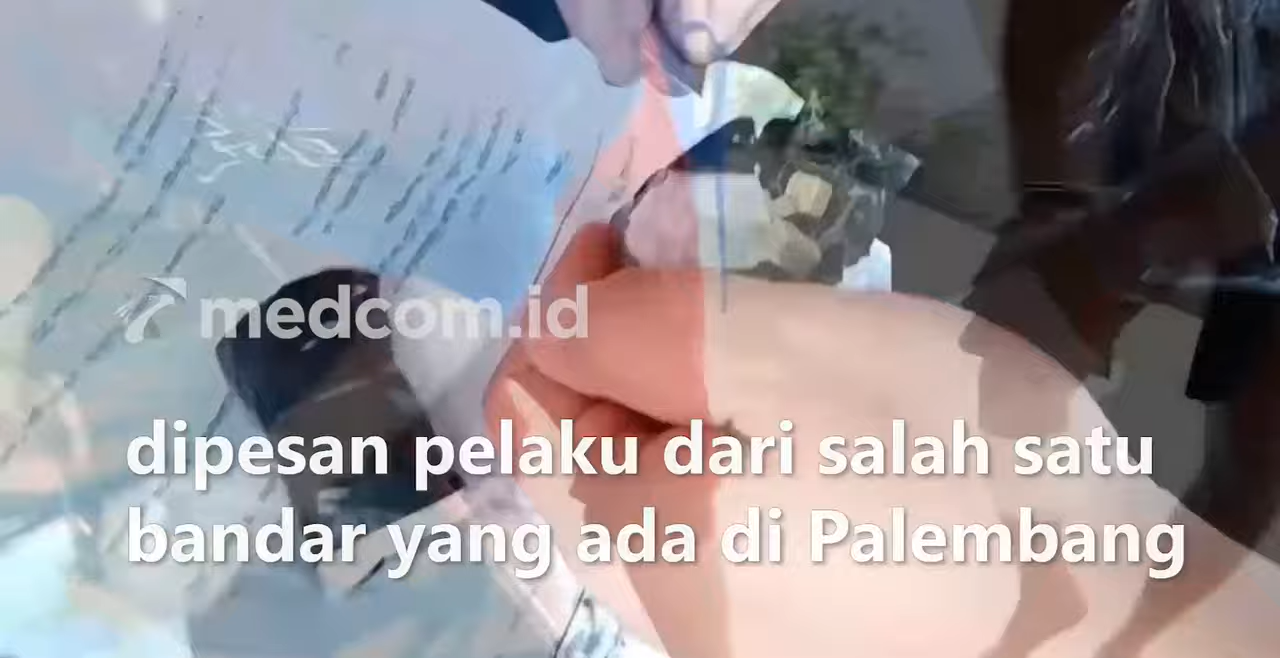 medcom.id
dipesan pelaku dari salah satu
bandar yang ada di Palembang